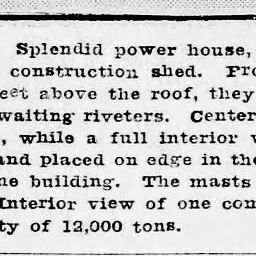 Splendid power house,
construction shed. Fro
eet above the roof, they
waiting riveters. Center
, while a full interior v
and placed on edge in the
ne building. The masts
Interior view of one com
ty of 12,000 tons.